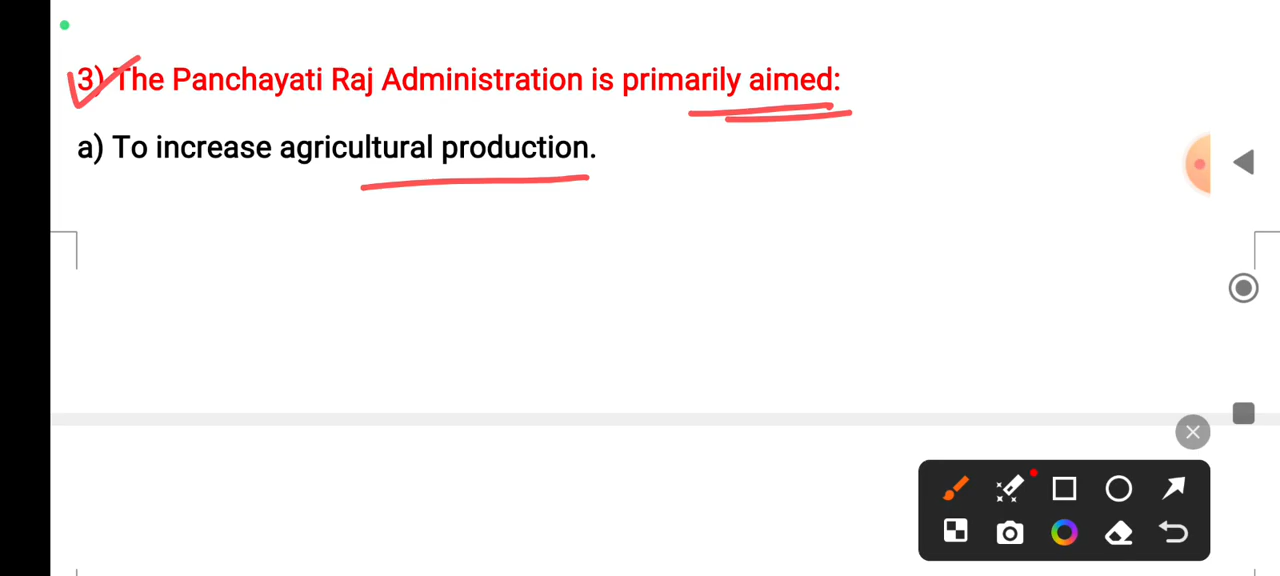 3) The Panchayati Raj Administration is primarily aimed:
a) To increase agricultural production.